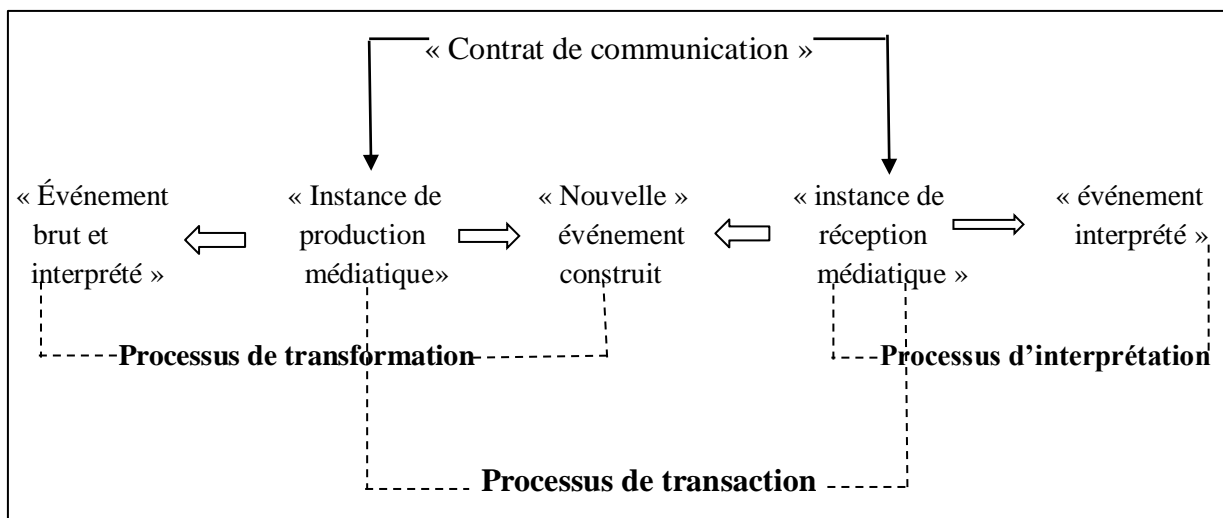 « Contrat de communication »
« Événement
brut et
interprété »
« Instance de
production
médiatique»
« Nouvelle »
événement
construit
« instance de
réception
médiatique »
« événement
interprété »
Processus de transformation
Processus d’interprétation
Processus de transaction